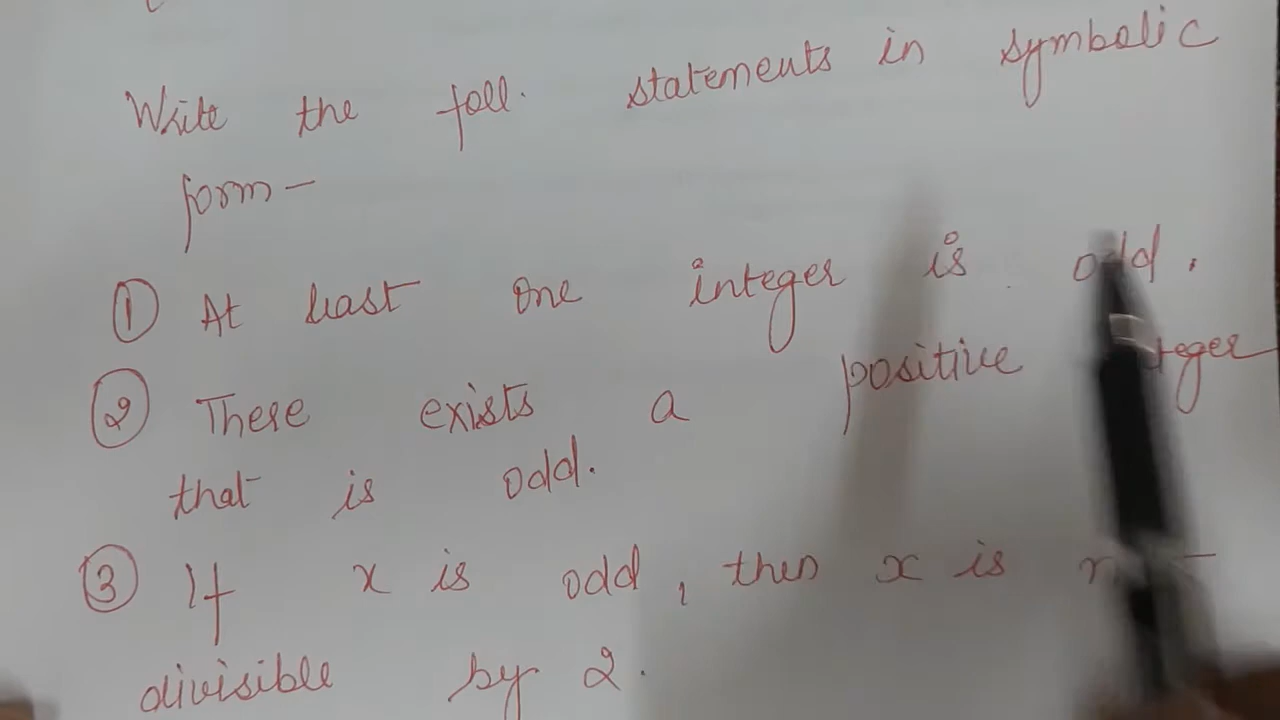 Write the foll. statements in symbolic
form -
① At least one integer is odd.
② There exists a positive
that is odd.
③ If x is odd, then x is
divisible by 2.